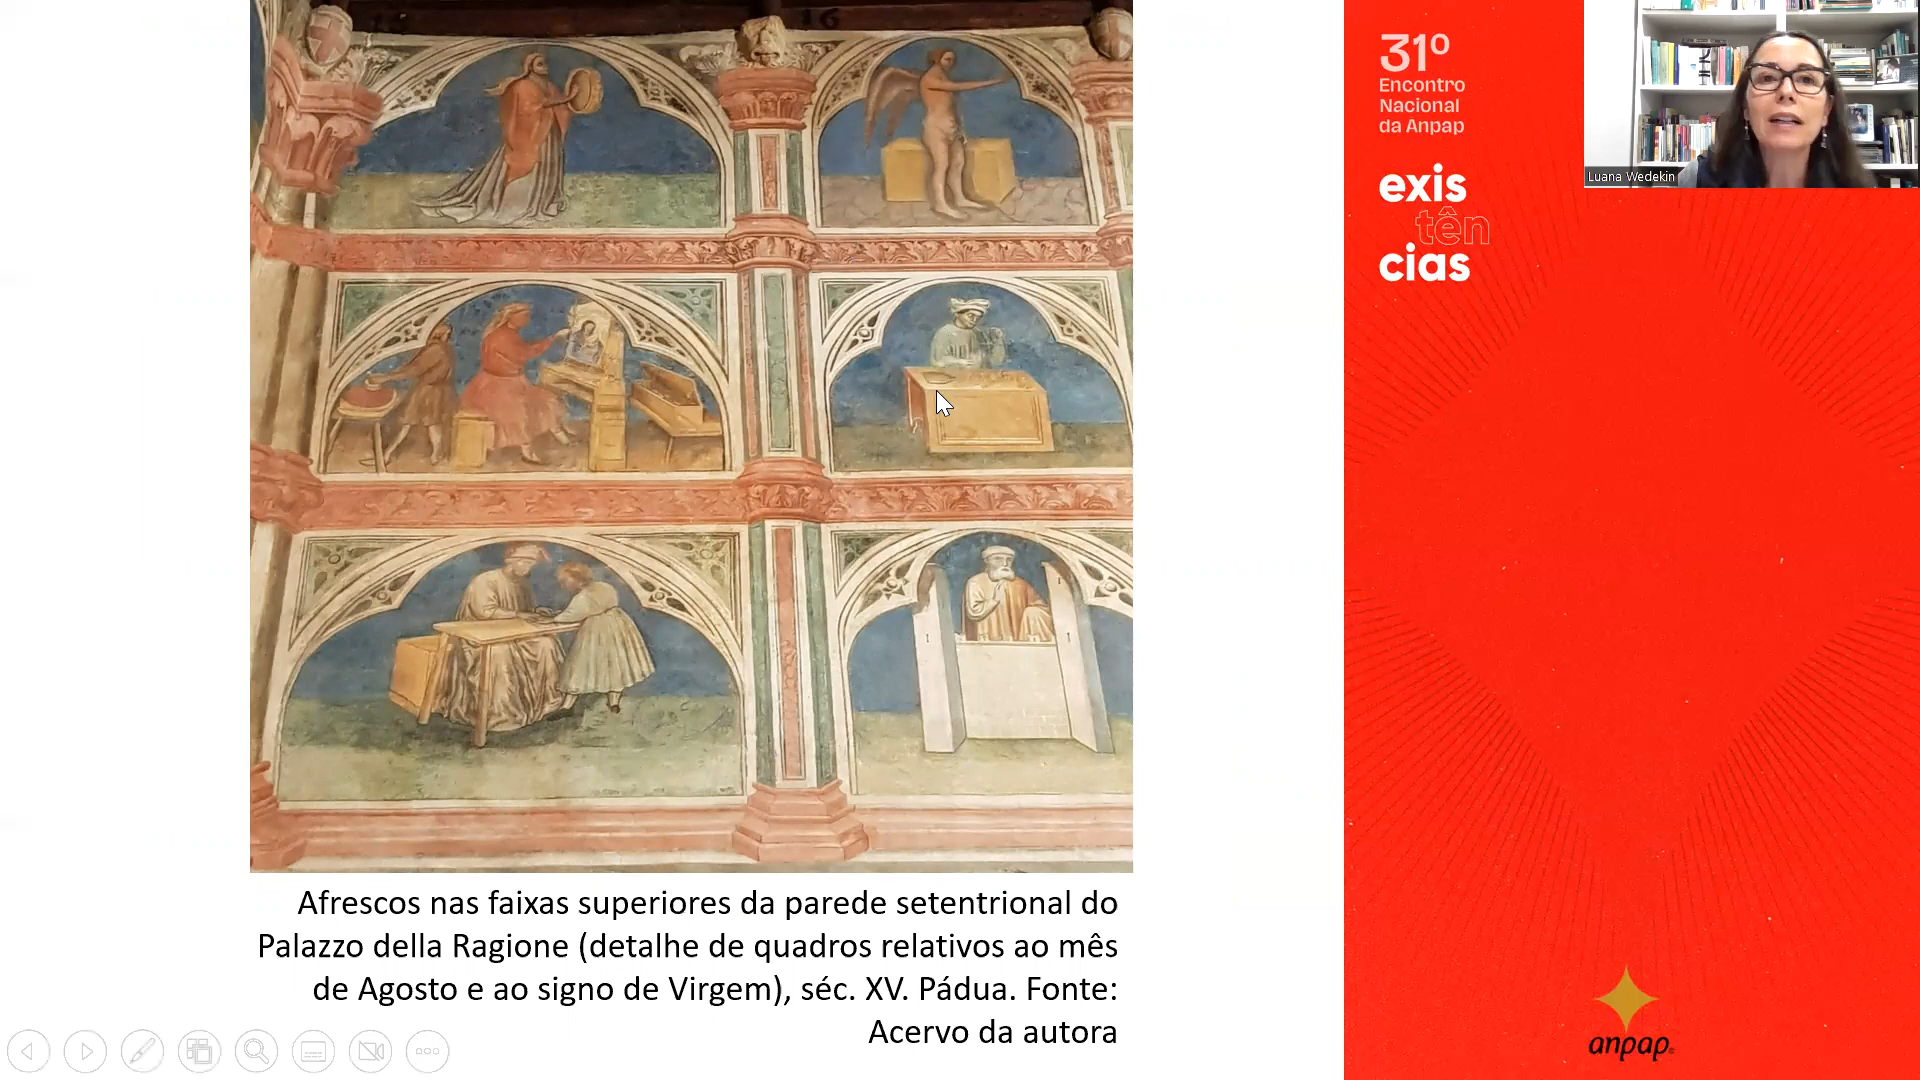 16
Afrescos nas faixas superiores da parede setentrional do
Palazzo della Ragione (detalhe de quadros relativos ao mês
de Agosto e ao signo de Virgem), séc. XV. Pádua. Fonte:
Acervo da autora
31º
Encontro
Nacional
da Anpap
exis
tên
cias
Luana Wedekin
anpap